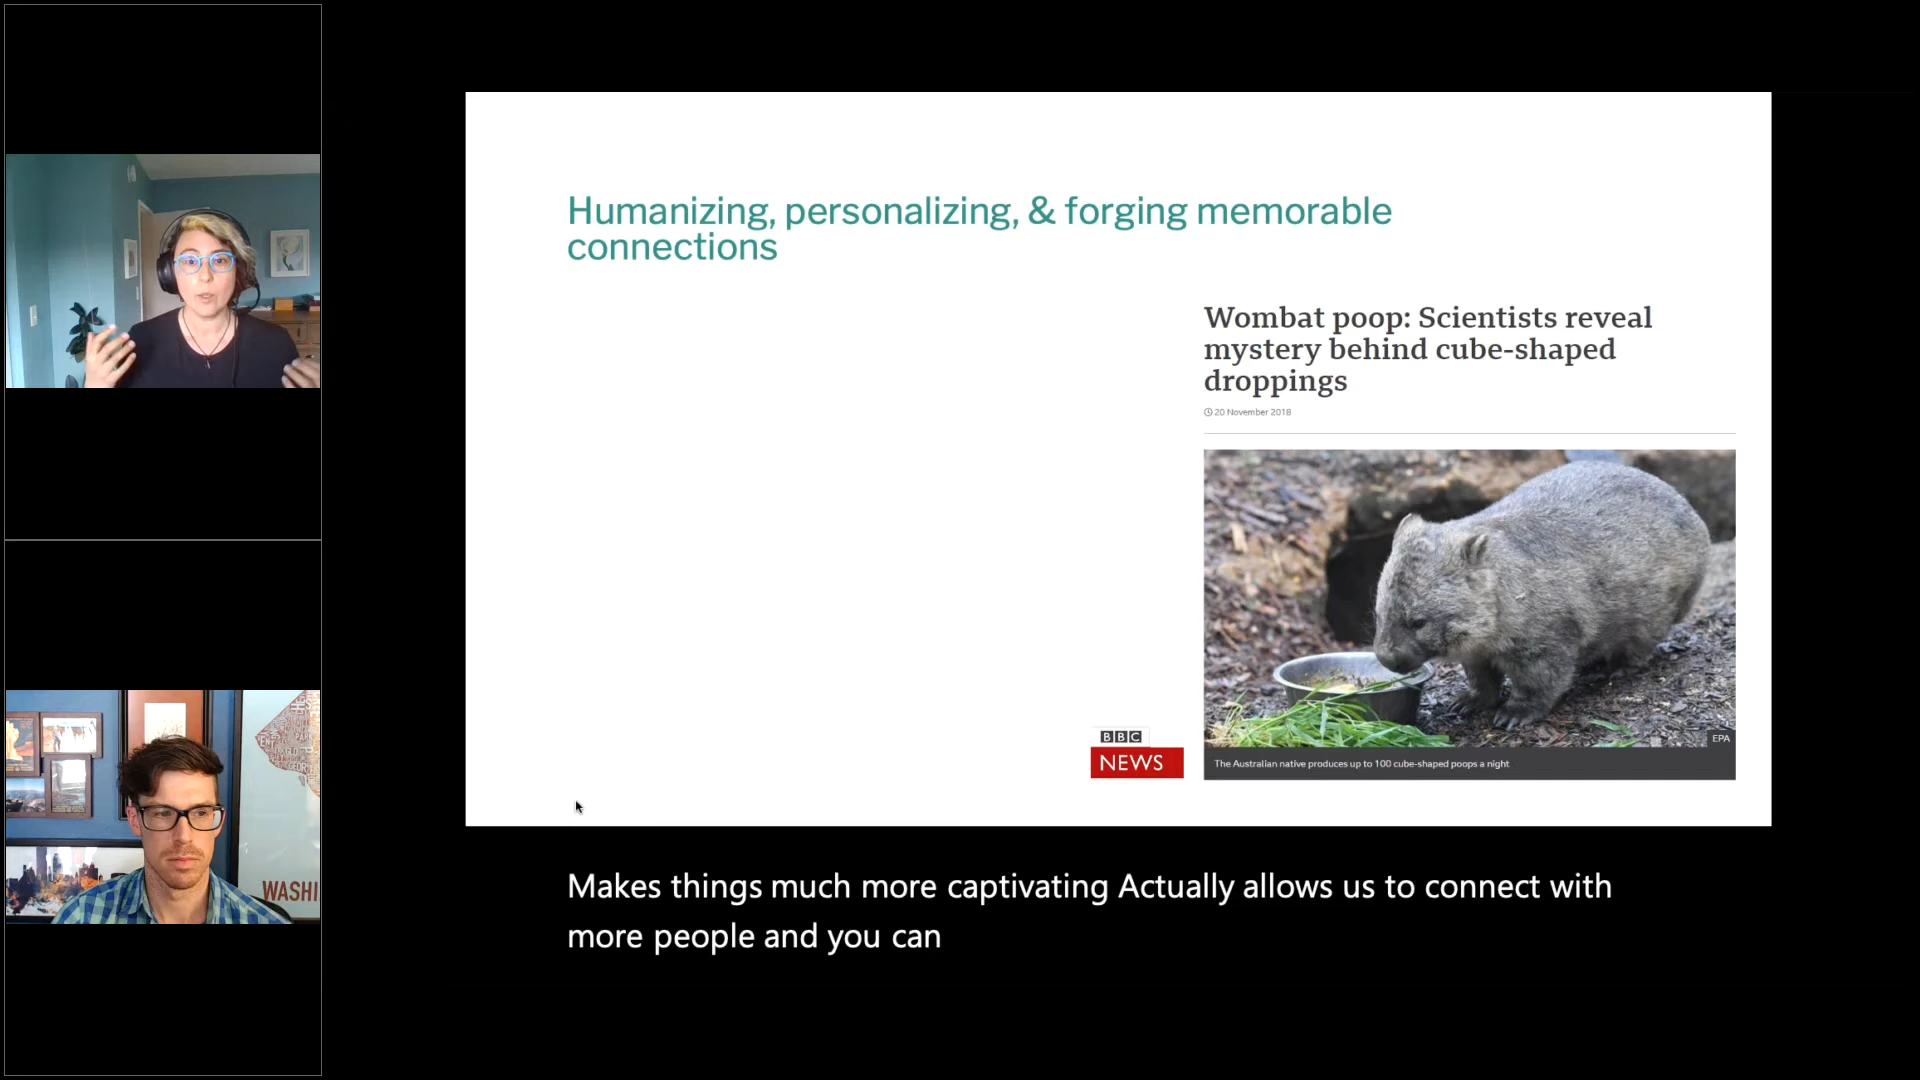 Humanizing, personalizing, & forging memorable
connections
Wombat poop: Scientists reveal
mystery behind cube-shaped
droppings
20 November 2018
EPA
The Australian native produces up to 100 cube-shaped poops a night
BBC
NEWS
WASHI
Makes things much more captivating Actually allows us to connect with
more people and you can